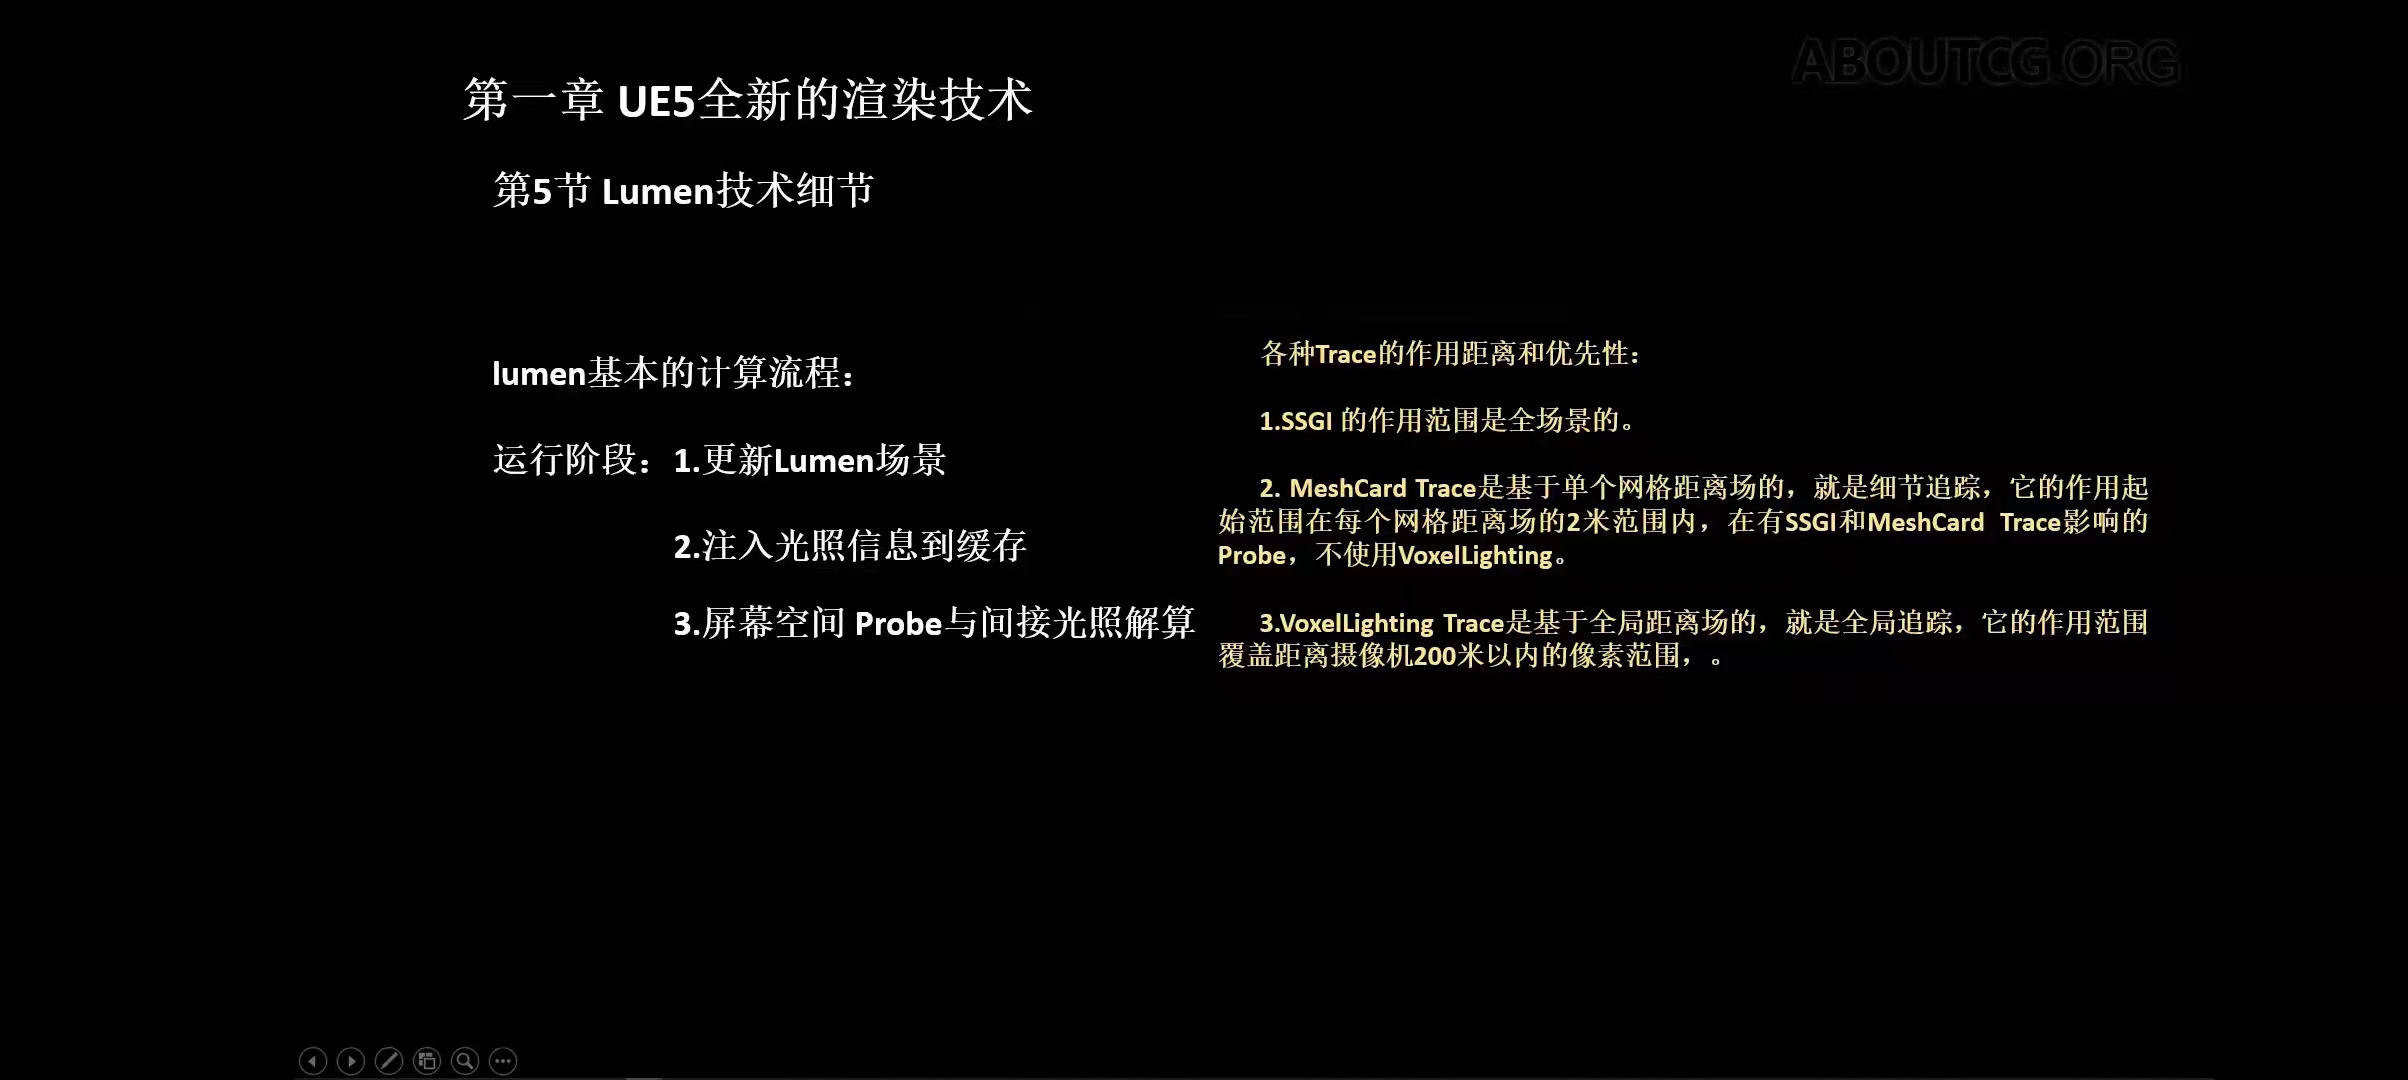 ABOUTCG.ORG
第一章 UE5全新的渲染技术
第5节 Lumen技术细节
lumen基本的计算流程：
运行阶段：1.更新Lumen场景
2.注入光照信息到缓存
3.屏幕空间 Probe与间接光照解算
各种Trace的作用距离和优先性：
1.SSGI 的作用范围是全场景的。
2. MeshCard Trace是基于单个网格距离场的，就是细节追踪，它的作用起
始范围在每个网格距离场的2米范围内，在有SSGI和MeshCard Trace影响的
Probe，不使用VoxelLighting。
3.VoxelLighting Trace是基于全局距离场的，就是全局追踪，它的作用范围
覆盖距离摄像机200米以内的像素范围，。